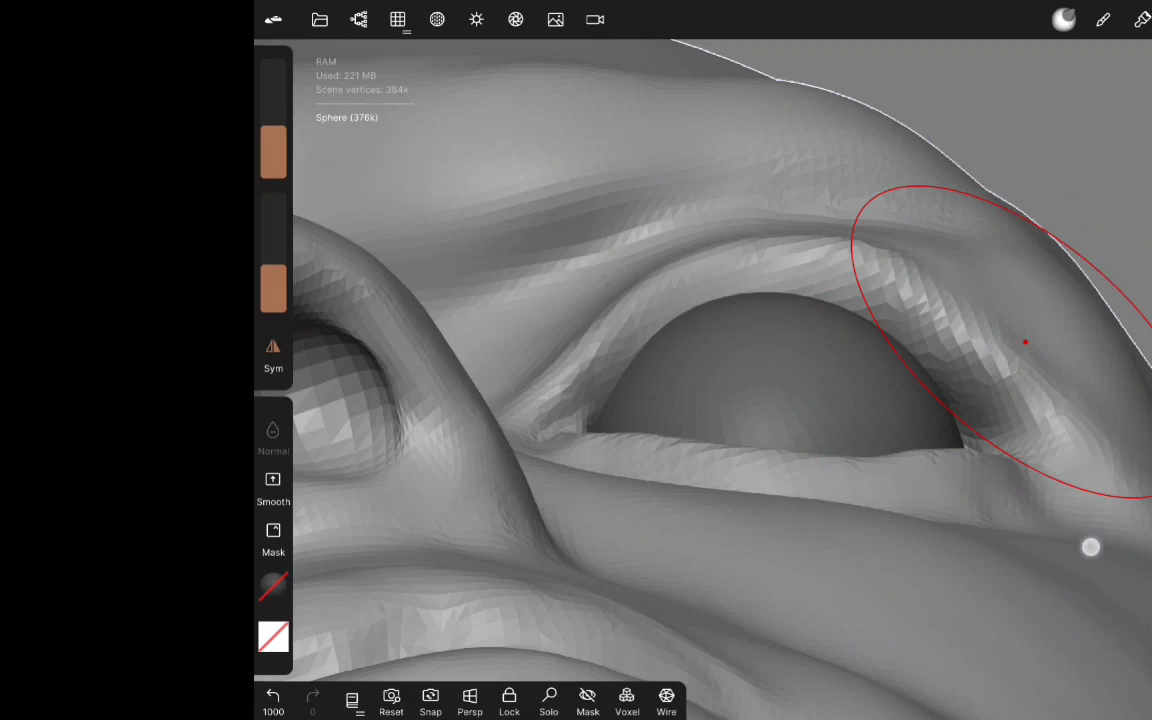 RAM
Used: 221 MB
Scene vertices: 384k
Sphere (376k)
Sym
Normal
Smooth
Mask
1000
0
Reset
Snap
Persp
Lock
Solo
Mask
Voxel
Wire